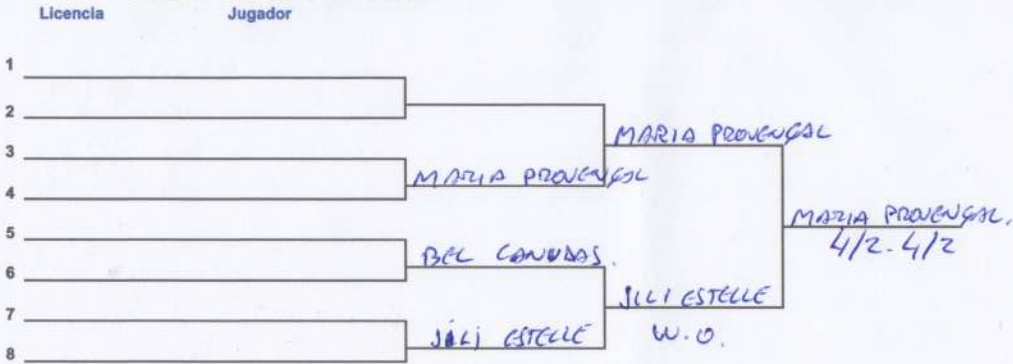 Licencia Jugador
1
2
3
4
5
6
7
8
MARIA PROVENÇAL
BEL CANUDAS.
JULI ESTELLE
MARIA PROVENÇAL
JULI ESTELLE
W.O.
MARIA PROVENÇAL.
4/2-4/2